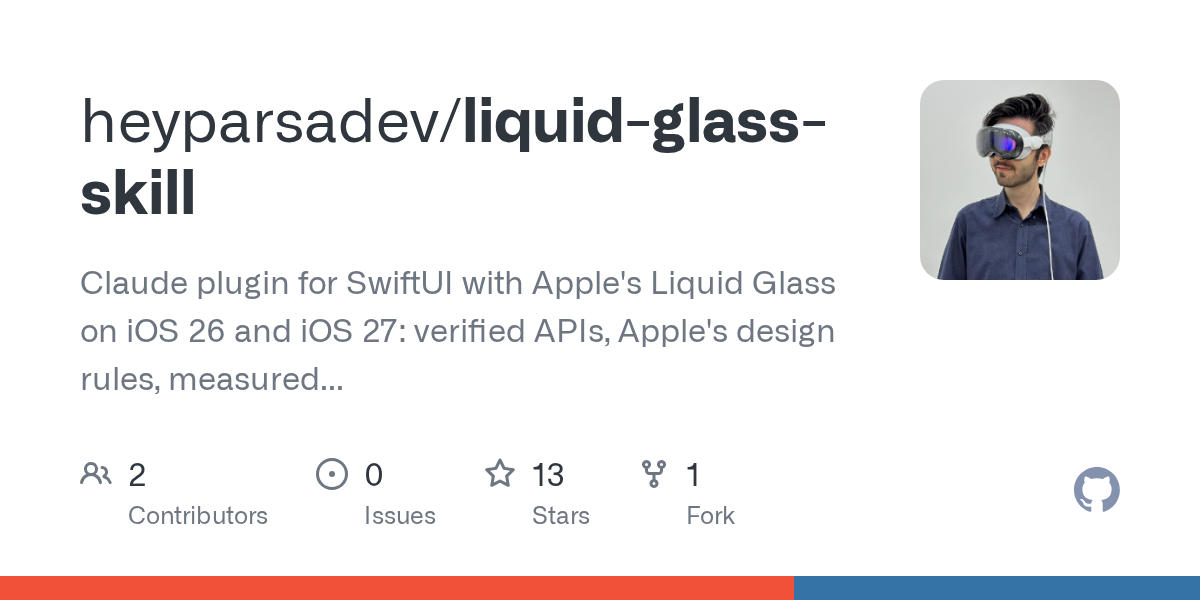 heyparsadev/liquid-glass-
skill
Claude plugin for SwiftUI with Apple's Liquid Glass
on iOS 26 and iOS 27: verified APIs, Apple's design
rules, measured...
2
Contributors
0
Issues
13
Stars
1
Fork